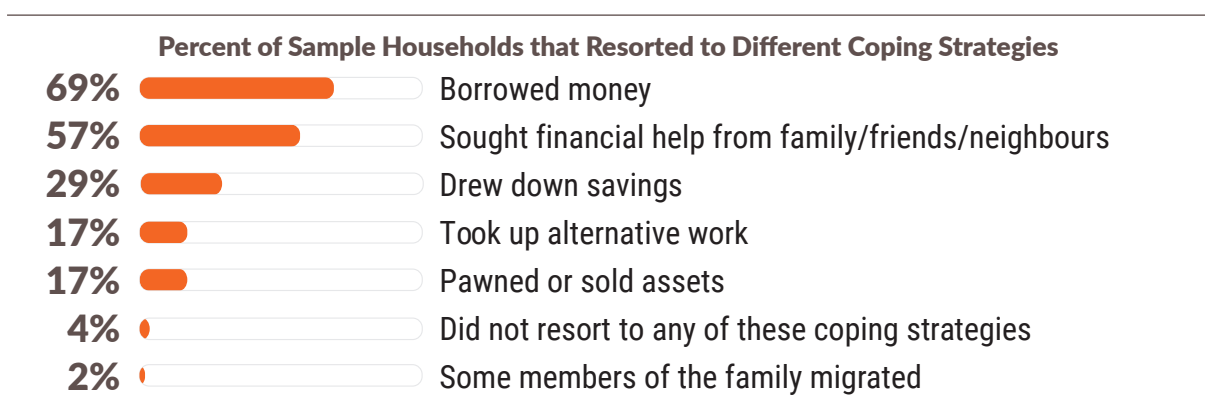 Percent of Sample Households that Resorted to Different Coping Strategies
69% Borrowed money
57% Sought financial help from family/friends/neighbours
29% Drew down savings
17% Took up alternative work
17% Pawned or sold assets
4% Did not resort to any of these coping strategies
2% Some members of the family migrated